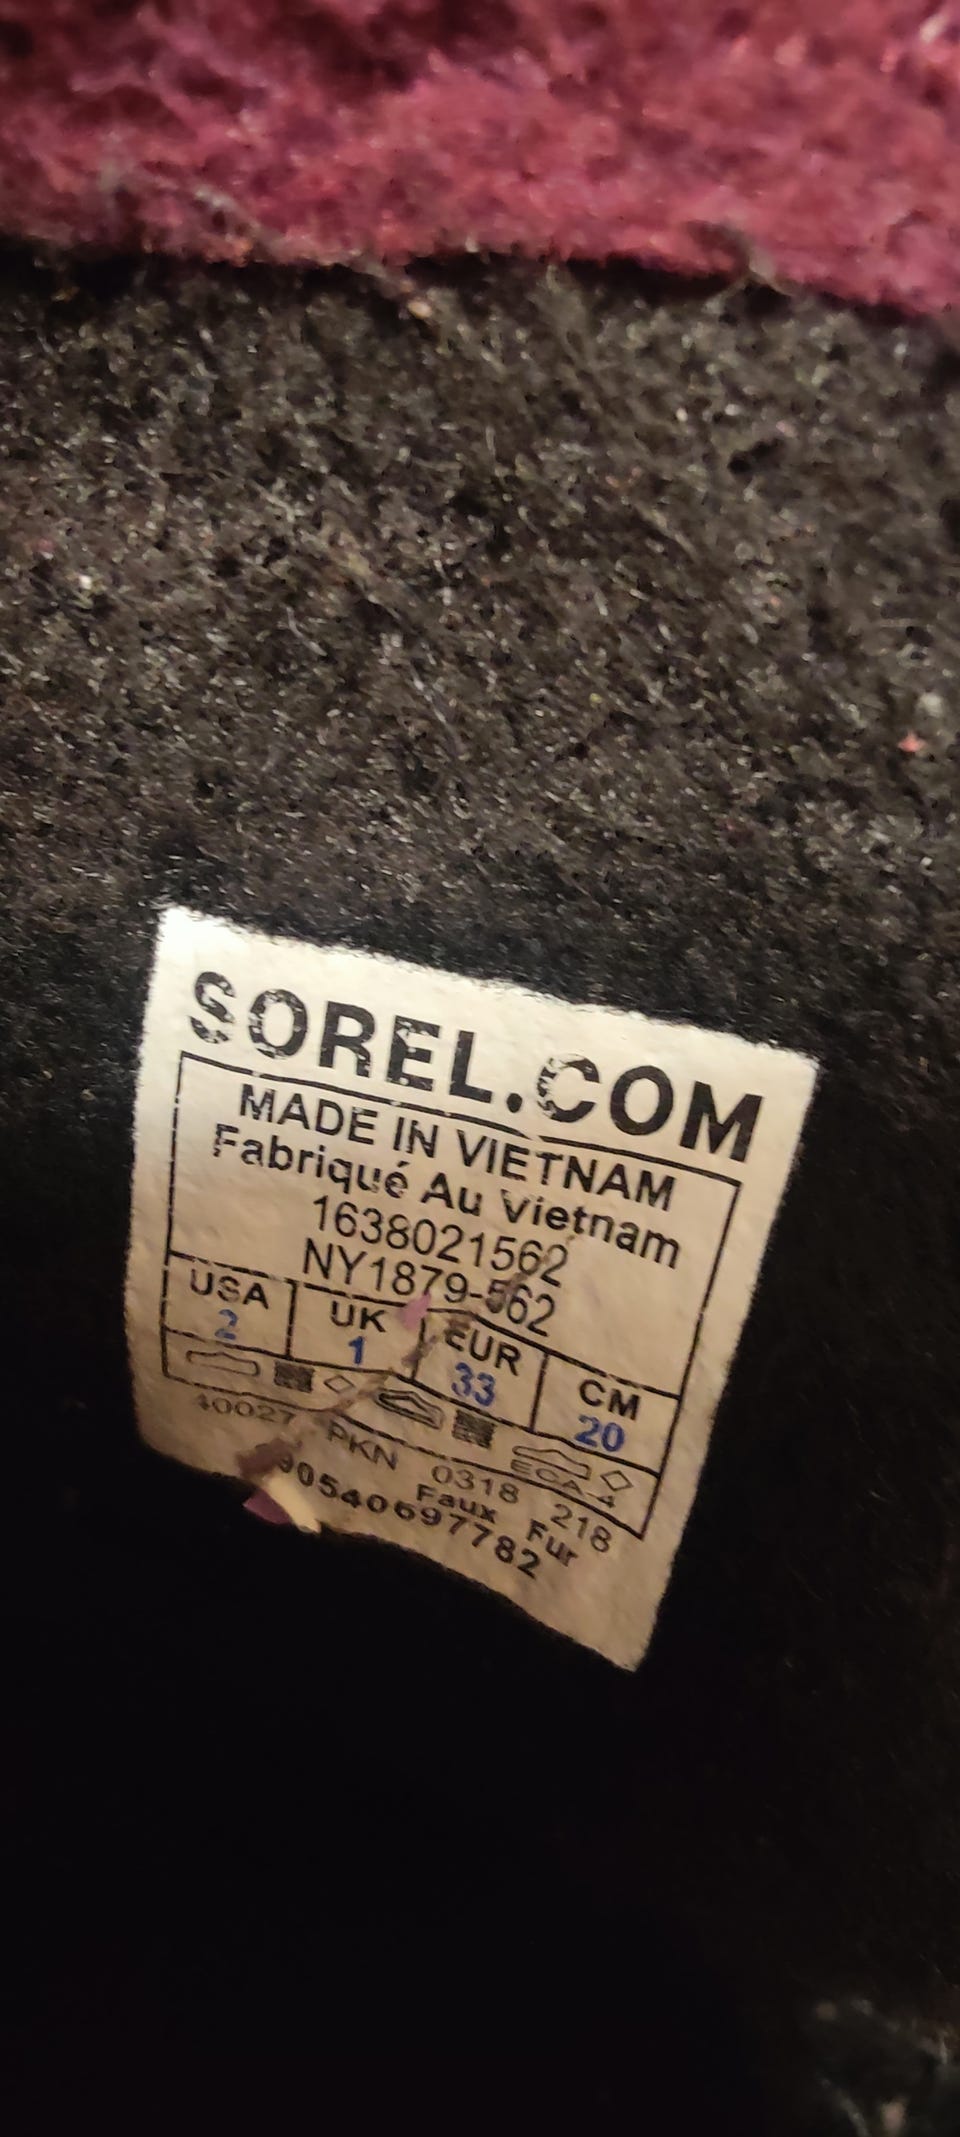 SOREL.COM
MADE IN VIETNAM
Fabriqué Au Vietnam
1638021562
NY1879-562
USA UK EUR CM
2 1 33 20
EQA 4
40027 PKN 0318 218
Faux Fur
90540697782